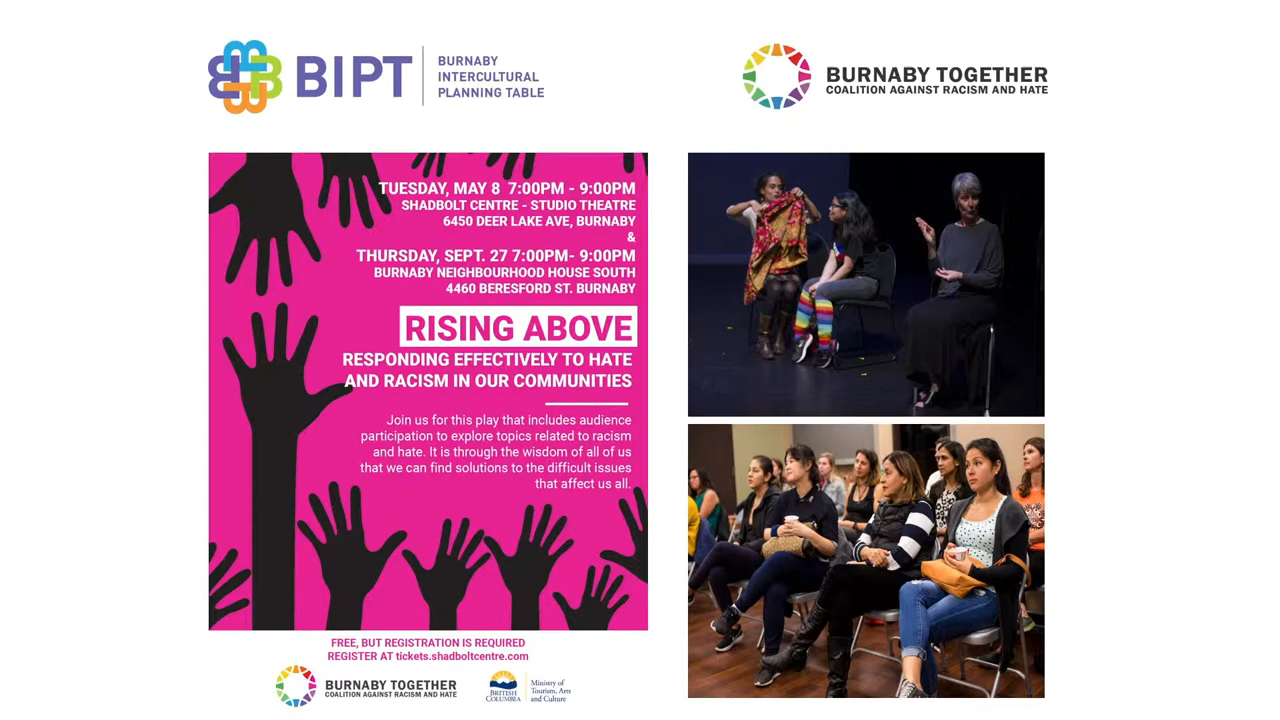 BIPT
BURNABY
INTERCULTURAL
PLANNING TABLE
BURNABY TOGETHER
COALITION AGAINST RACISM AND HATE
TUESDAY, MAY 8 7:00PM - 9:00PM
SHADBOLT CENTRE - STUDIO THEATRE
6450 DEER LAKE AVE, BURNABY
&
THURSDAY, SEPT. 27 7:00PM- 9:00PM
BURNABY NEIGHBOURHOOD HOUSE SOUTH
4460 BERESFORD ST. BURNABY
RISING ABOVE
RESPONDING EFFECTIVELY TO HATE
AND RACISM IN OUR COMMUNITIES
Join us for this play that includes audience
participation to explore topics related to racism
and hate. It is through the wisdom of all of us
that we can find solutions to the difficult issues
that affect us all.
FREE, BUT REGISTRATION IS REQUIRED
REGISTER AT tickets.shadboltcentre.com
BURNABY TOGETHER
COALITION AGAINST RACISM AND HATE
BRITISH
COLUMBIA
Ministry of
Tourism, Arts
and Culture